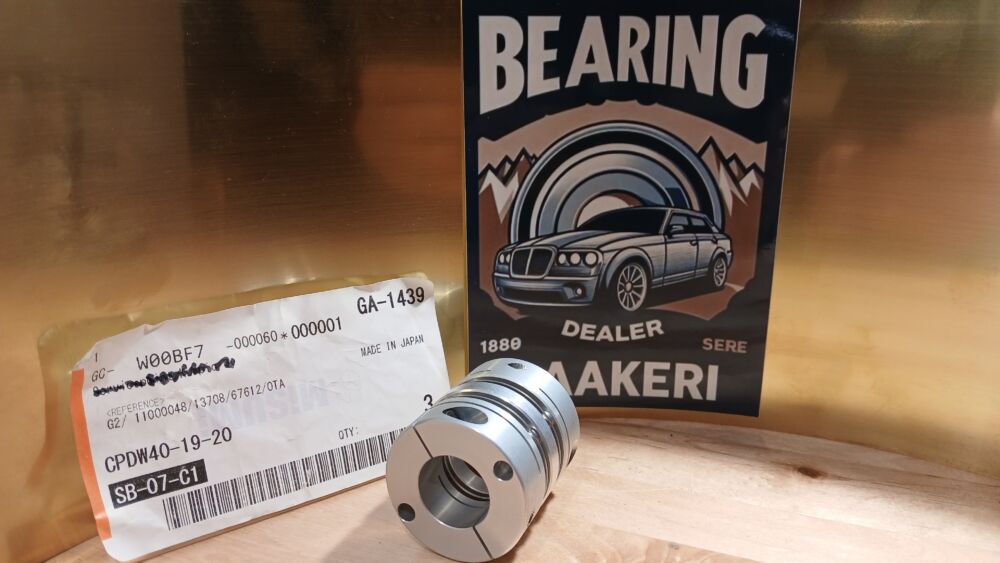 BEARING
1889
DEALER
SERE
AAKERI
GA-1439
GC- W00BF7 -000060*000001
MADE IN JAPAN
<REFERENCE>
G2/ 11000048/13708/67612/OTA
3
CPDW40-19-20
QTY:
SB-07-C1